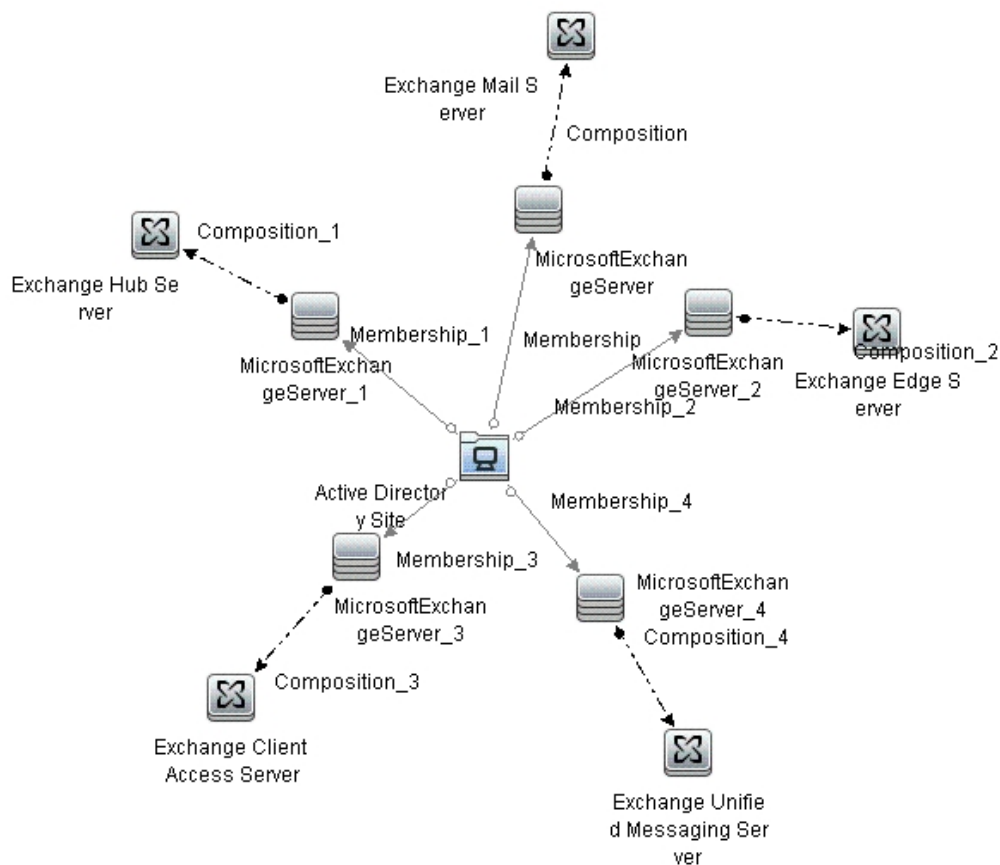 Exchange Mail S
erver
Composition
Composition_1
Exchange Hub Se
rver
MicrosoftExchan
geServer
Membership_1
MicrosoftExchan
geServer_1
Membership
MicrosoftExchan
geServer_2
Composition_2
Exchange Edge S
erver
Membership_2
Active Director
y Site
Membership_4
Membership_3
MicrosoftExchan
geServer_3
MicrosoftExchan
geServer_4
Composition_4
Composition_3
Exchange Client
Access Server
Exchange Unifie
d Messaging Ser
ver